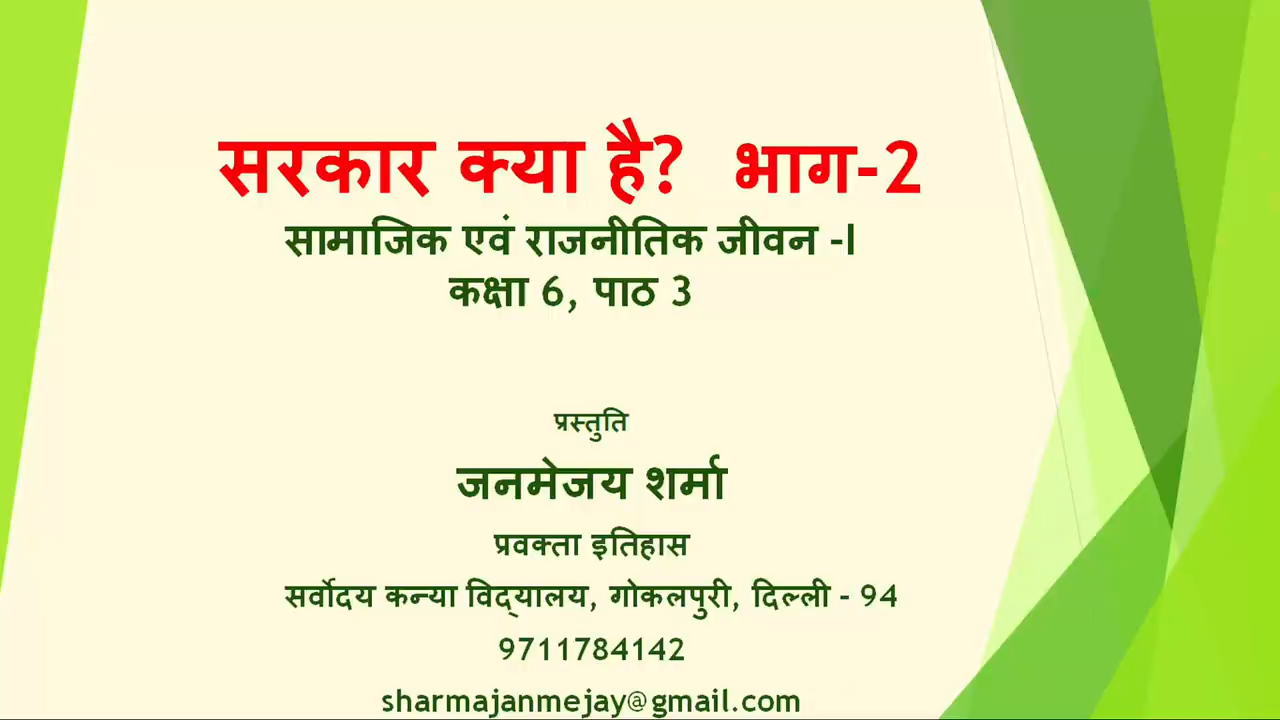 सरकार क्या है? भाग-2
सामाजिक एवं राजनीतिक जीवन -I
कक्षा 6, पाठ 3
प्रस्तुति
जनमेजय शर्मा
प्रवक्ता इतिहास
सर्वोदय कन्या विद्यालय, गोकलपुरी, दिल्ली - 94
9711784142
sharmajanmejay@gmail.com